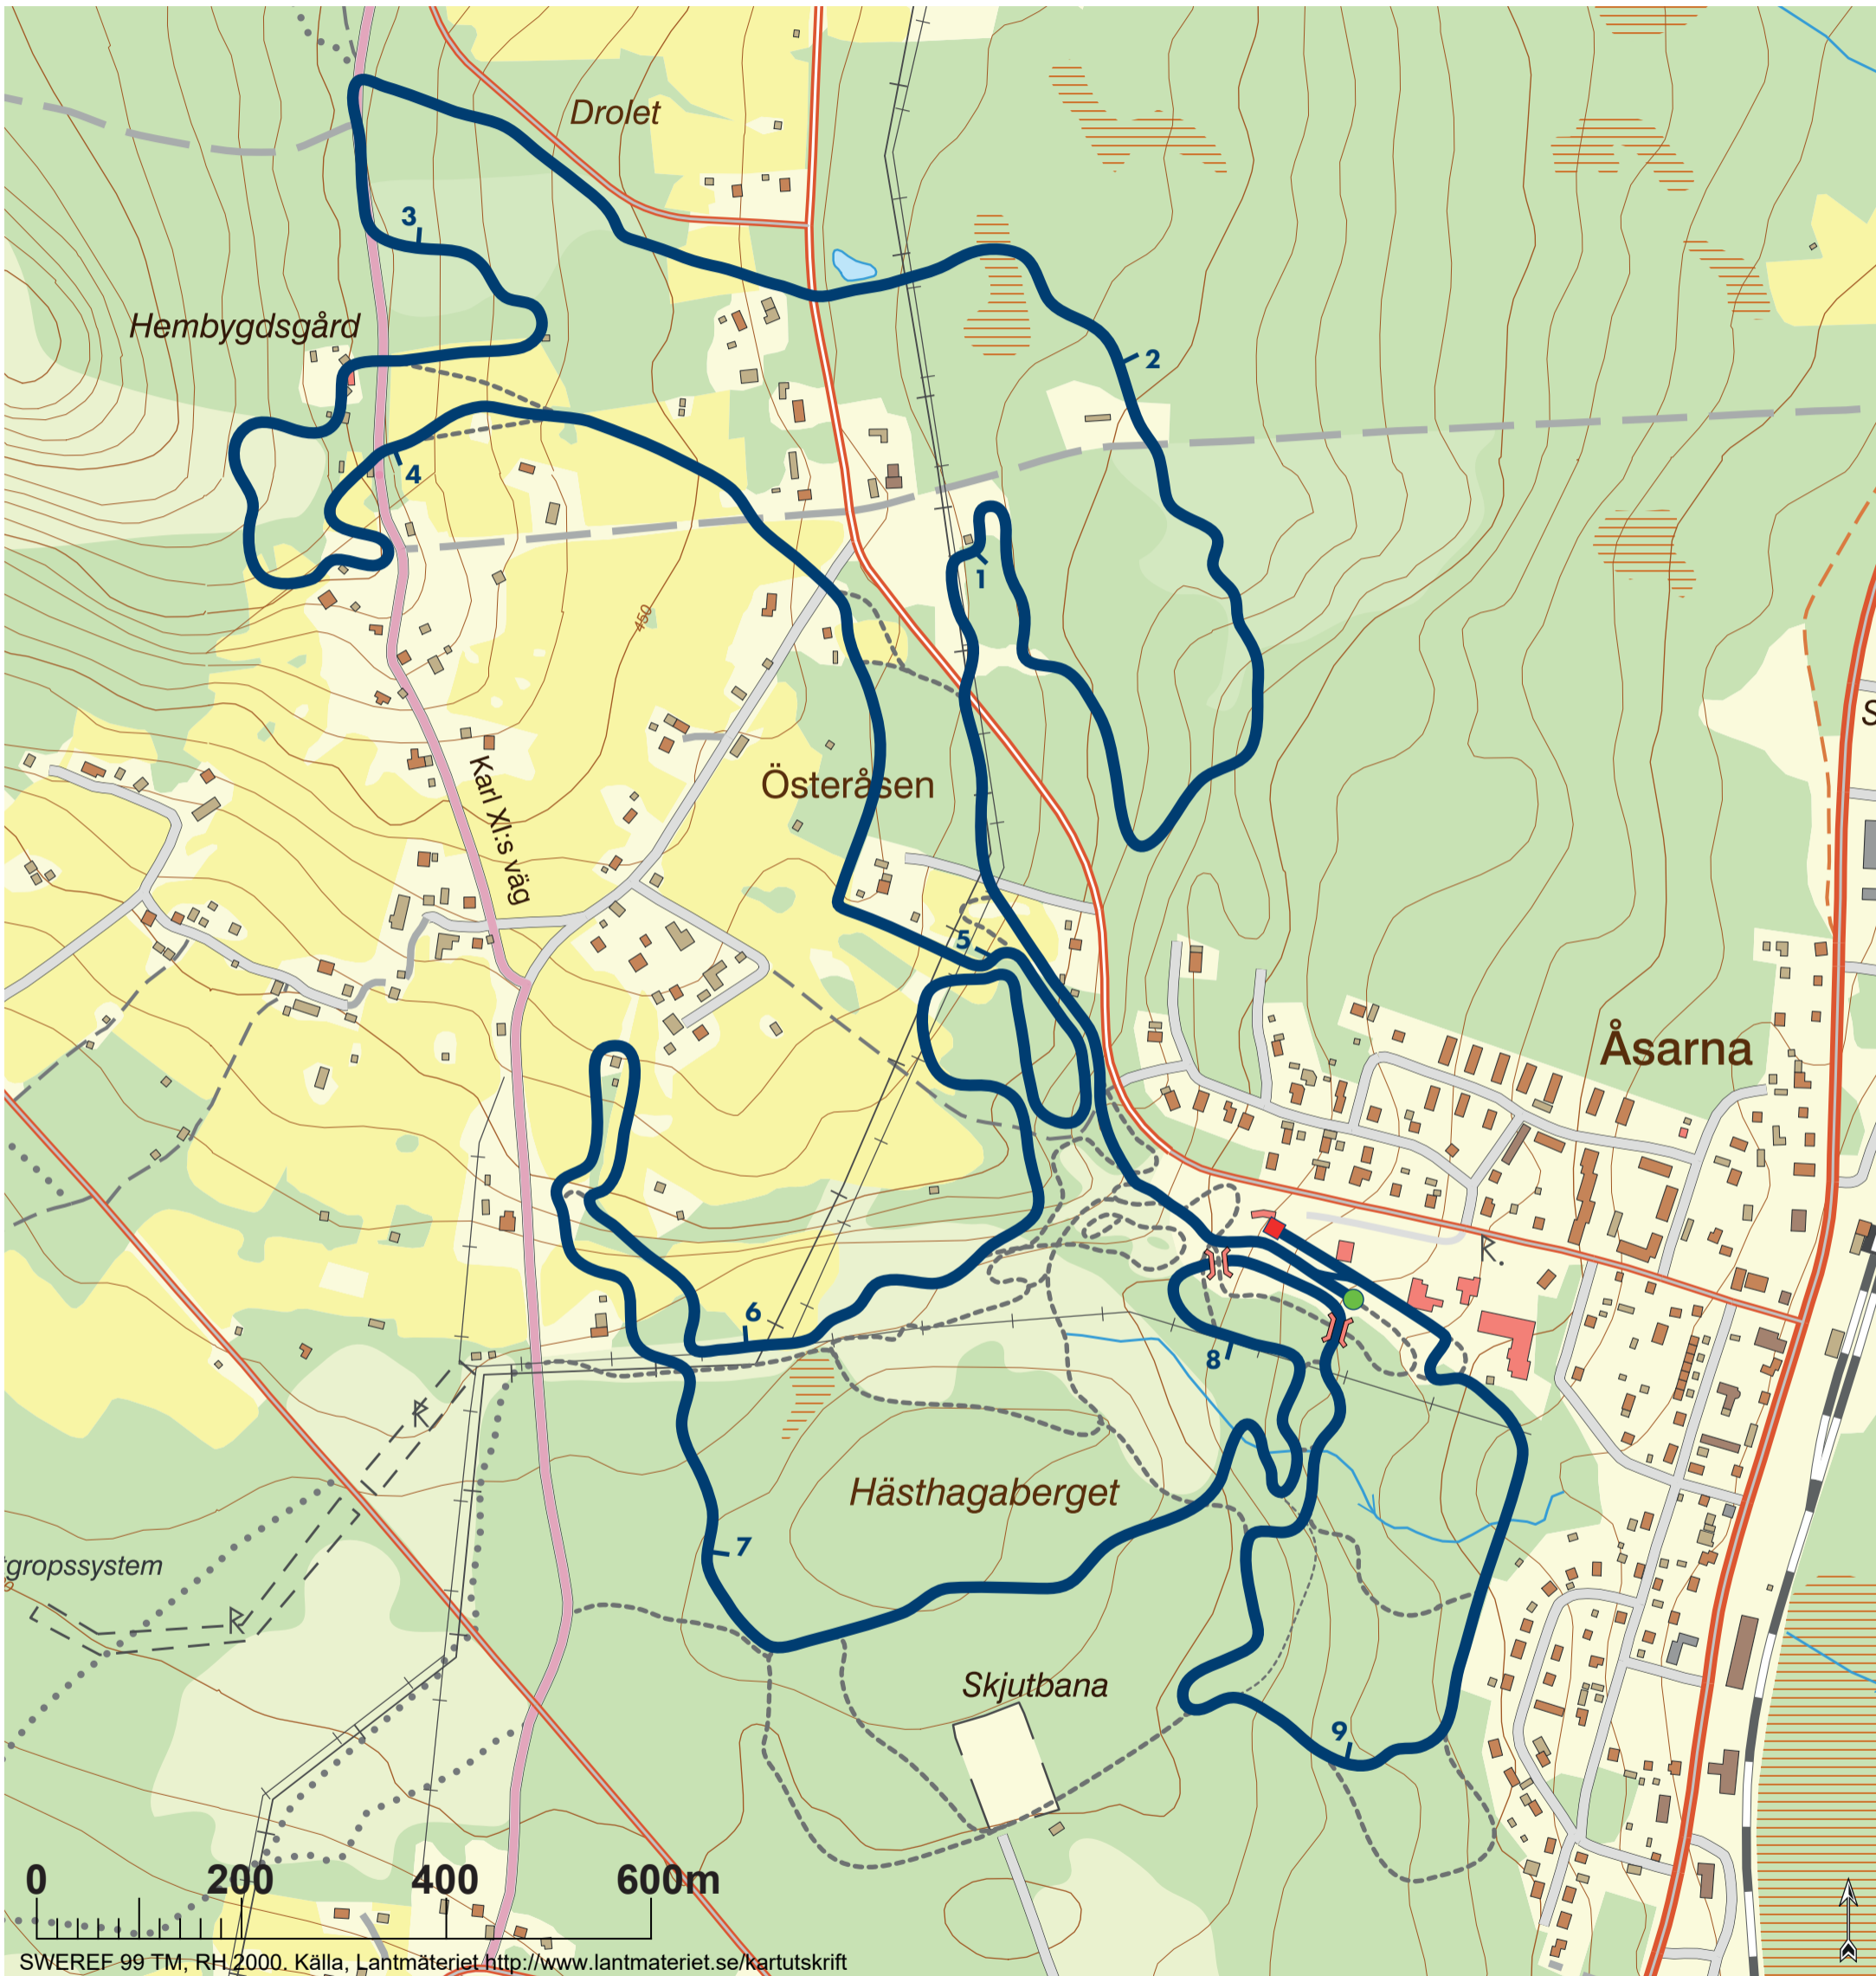 Drolet
3
Hembygdsgård
2
4
1
450
S
Karl XI:s väg
Österåsen
5
Åsarna
R.
6
8
R
Hästhagaberget
7
gropssystem
R
Skjutbana
9
0 200 400 600m
SWEREF 99 TM, RH 2000. Källa, Lantmäteriet http://www.lantmateriet.se/kartutskrift